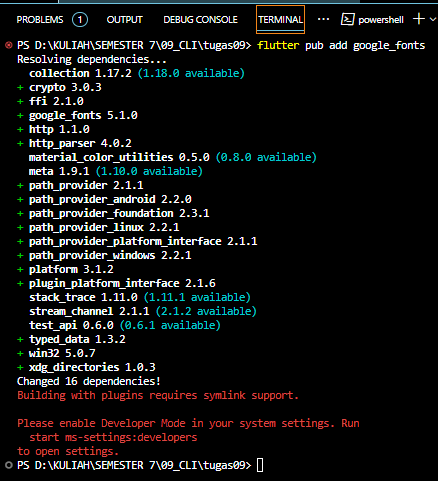 PROBLEMS 1 OUTPUT DEBUG CONSOLE TERMINAL ... powershell
PS D:\KULIAH\SEMESTER 7\09_CLI\tugas09> flutter pub add google_fonts
Resolving dependencies...
collection 1.17.2 (1.18.0 available)
+ crypto 3.0.3
+ ffi 2.1.0
+ google_fonts 5.1.0
+ http 1.1.0
+ http_parser 4.0.2
material_color_utilities 0.5.0 (0.8.0 available)
meta 1.9.1 (1.10.0 available)
+ path_provider 2.1.1
+ path_provider_android 2.2.0
+ path_provider_foundation 2.3.1
+ path_provider_linux 2.2.1
+ path_provider_platform_interface 2.1.1
+ path_provider_windows 2.2.1
+ platform 3.1.2
+ plugin_platform_interface 2.1.6
stack_trace 1.11.0 (1.11.1 available)
stream_channel 2.1.1 (2.1.2 available)
test_api 0.6.0 (0.6.1 available)
+ typed_data 1.3.2
+ win32 5.0.7
+ xdg_directories 1.0.3
Changed 16 dependencies!
Building with plugins requires symlink support.
Please enable Developer Mode in your system settings. Run
start ms-settings:developers
to open settings.
PS D:\KULIAH\SEMESTER 7\09_CLI\tugas09>